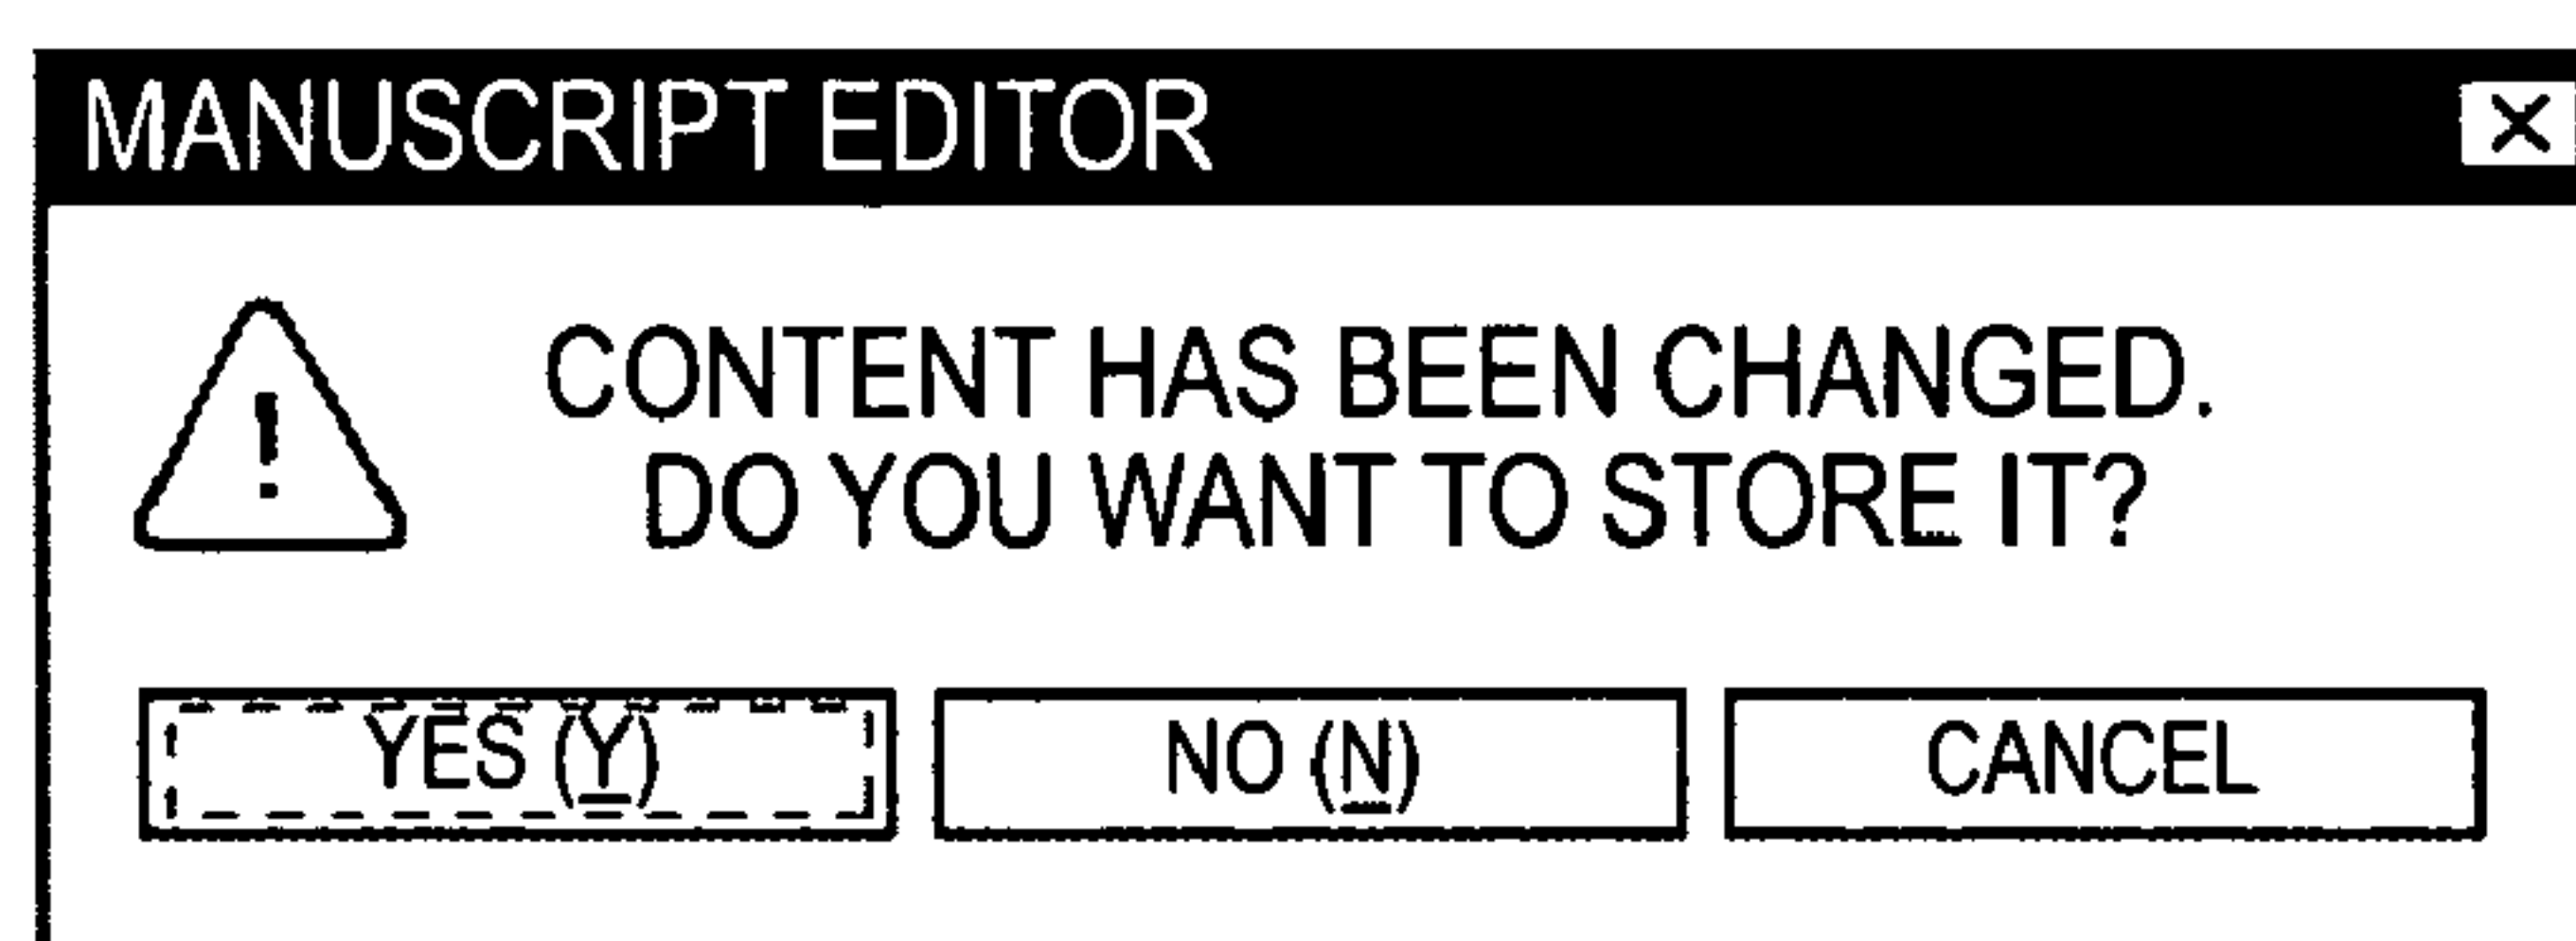 MANUSCRIPT EDITOR
CONTENT HAS BEEN CHANGED.
DO YOU WANT TO STORE IT?
YES (Y) NO (N) CANCEL